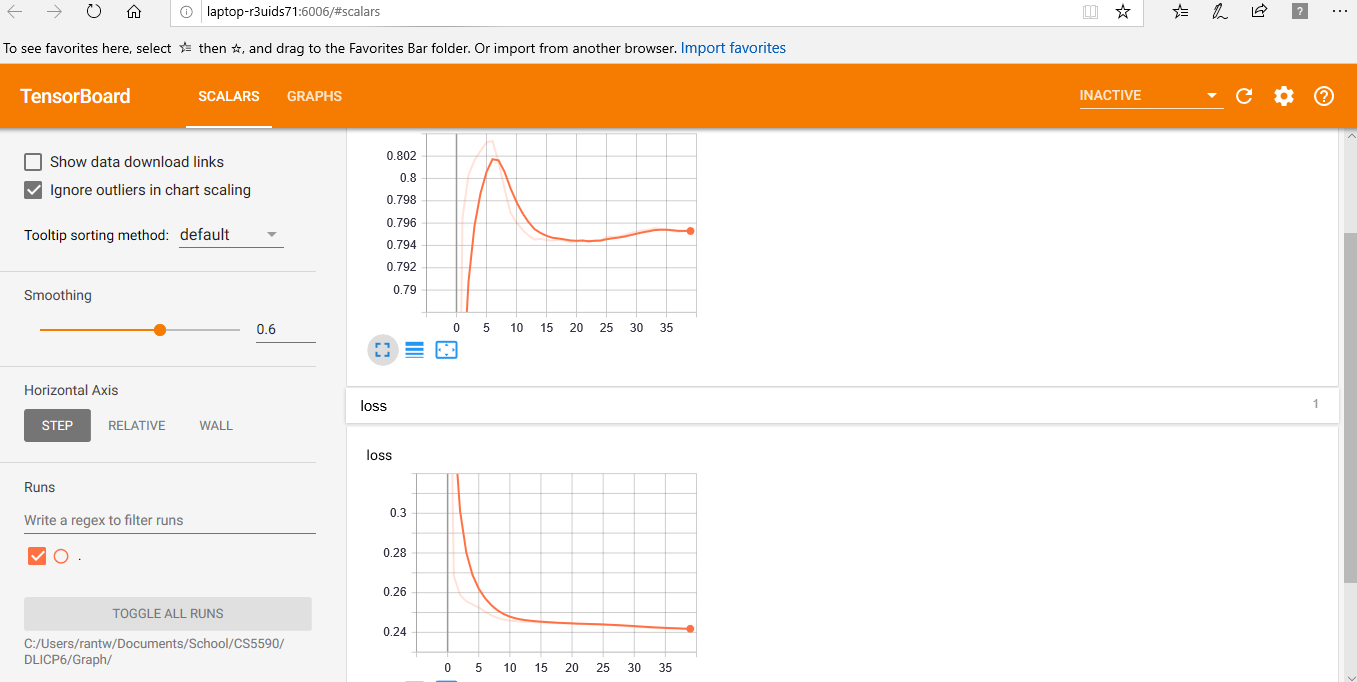 laptop-r3uids71:6006/#scalars
To see favorites here, select then ☆, and drag to the Favorites Bar folder. Or import from another browser. Import favorites
TensorBoard SCALARS GRAPHS INACTIVE
Show data download links
Ignore outliers in chart scaling
Tooltip sorting method: default
Smoothing
0.6
Horizontal Axis
STEP RELATIVE WALL
Runs
Write a regex to filter runs
.
TOGGLE ALL RUNS
C:/Users/rantw/Documents/School/CS5590/
DLICP6/Graph/
0.802
0.8
0.798
0.796
0.794
0.792
0.79
0 5 10 15 20 25 30 35
loss 1
loss
0.3
0.28
0.26
0.24
0 5 10 15 20 25 30 35